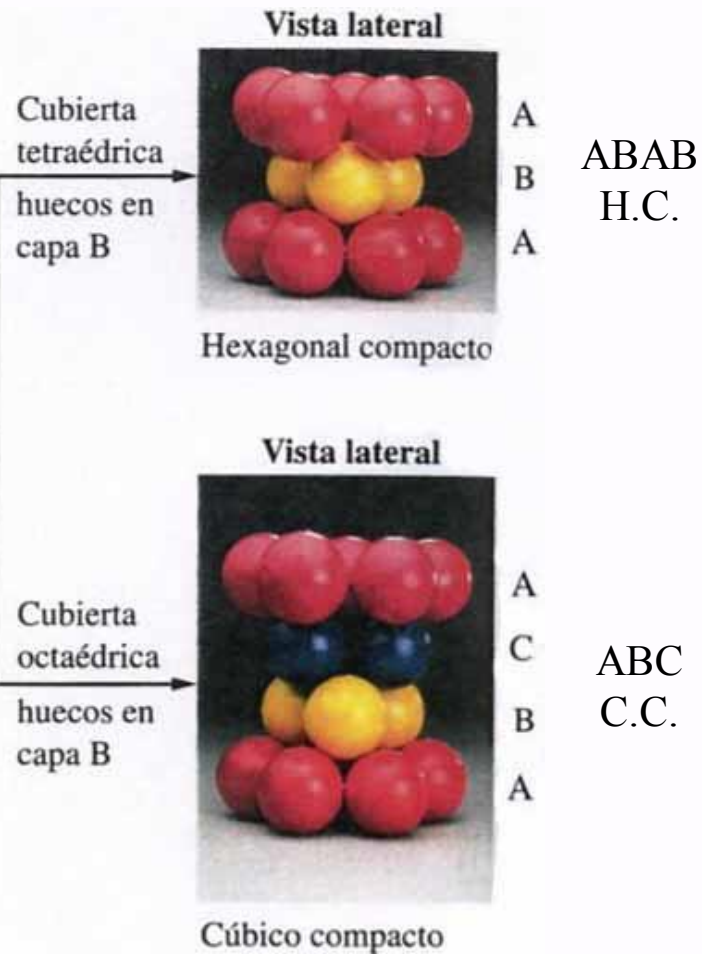 Vista lateral
Cubierta
tetraédrica
huecos en
capa B
A
B
A
ABAB
H.C.
Hexagonal compacto
Vista lateral
Cubierta
octaédrica
huecos en
capa B
A
C
B
A
ABC
C.C.
Cúbico compacto